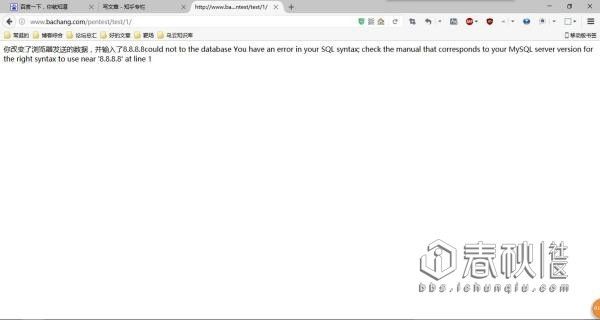 百度一下，你就知道
写文章 - 知乎专栏
http://www.ba...ntest/test/1/
www.bachang.com/pentest/test/1/
常逛的 博客综合 论坛总汇 好的文章 靶场 乌云知识库 移动版书签
你改变了浏览器发送的数据，并输入了8.8.8.8could not to the database You have an error in your SQL syntax; check the manual that corresponds to your MySQL server version for
the right syntax to use near '8.8.8.8' at line 1
春秋社区
bbs.ichunqiu.com